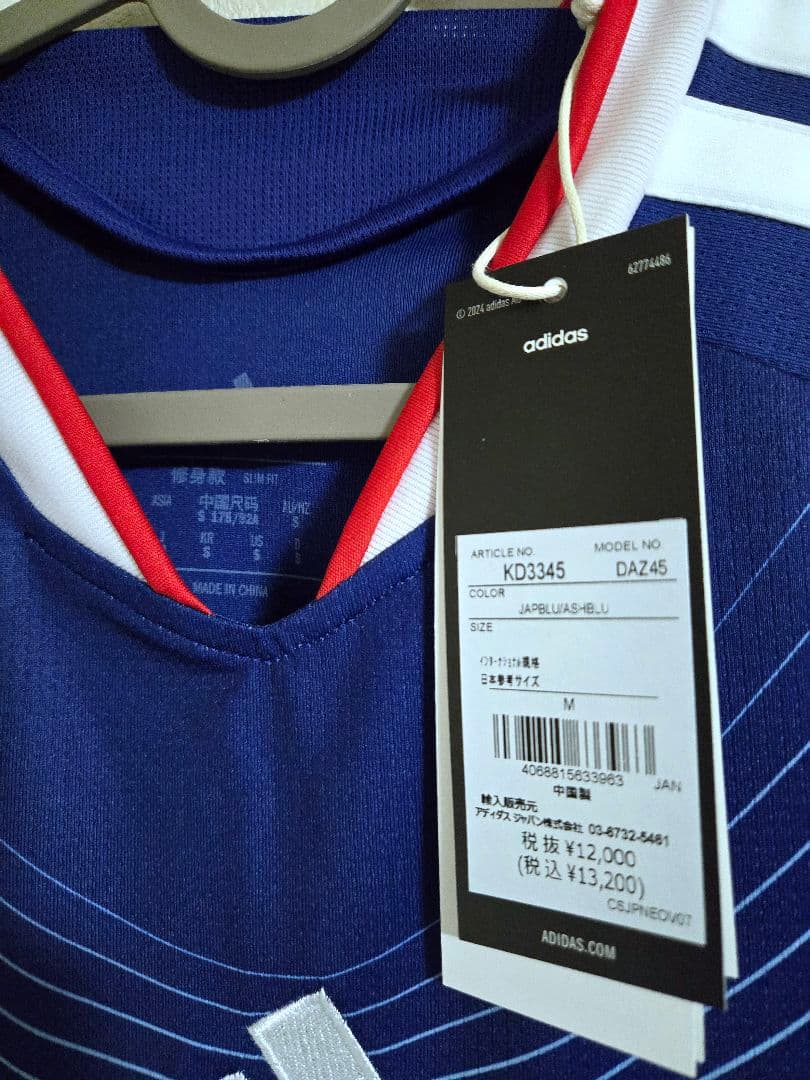 62774486
© 2024 adidas AG
adidas
修身款 SLIM FIT
ASIA 中国尺码 AU/NZ
S 175/92A S
J KR US D
S S S
MADE IN CHINA
ARTICLE NO. MODEL NO.
KD3345 DAZ45
COLOR
JAPBLU/ASHBLU
SIZE
インターナショナル規格
日本参考サイズ
M
4068815633963 JAN
中国製
輸入販売元
アディダス ジャパン株式会社 03-6732-5461
税抜 ¥12,000
(税込 ¥13,200)
CSJPNEOV07
ADIDAS.COM